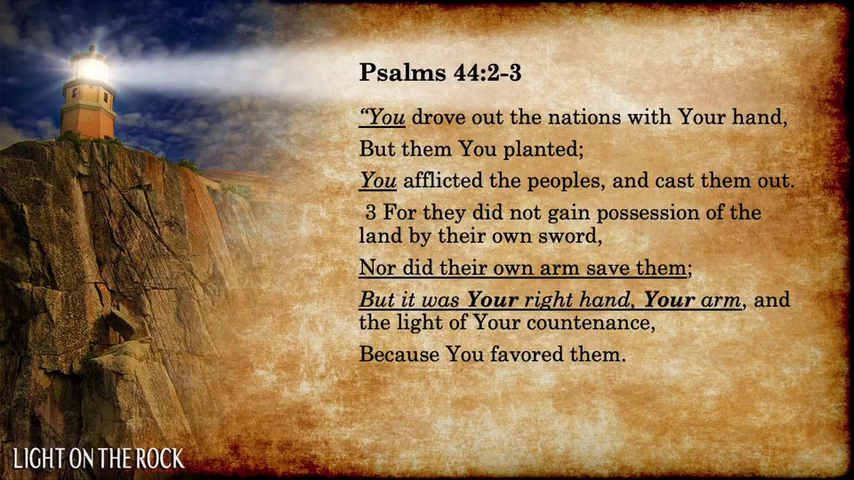 Psalms 44:2-3
“You drove out the nations with Your hand,
But them You planted;
You afflicted the peoples, and cast them out.
3 For they did not gain possession of the
land by their own sword,
Nor did their own arm save them;
But it was Your right hand, Your arm, and
the light of Your countenance,
Because You favored them.
LIGHT ON THE ROCK